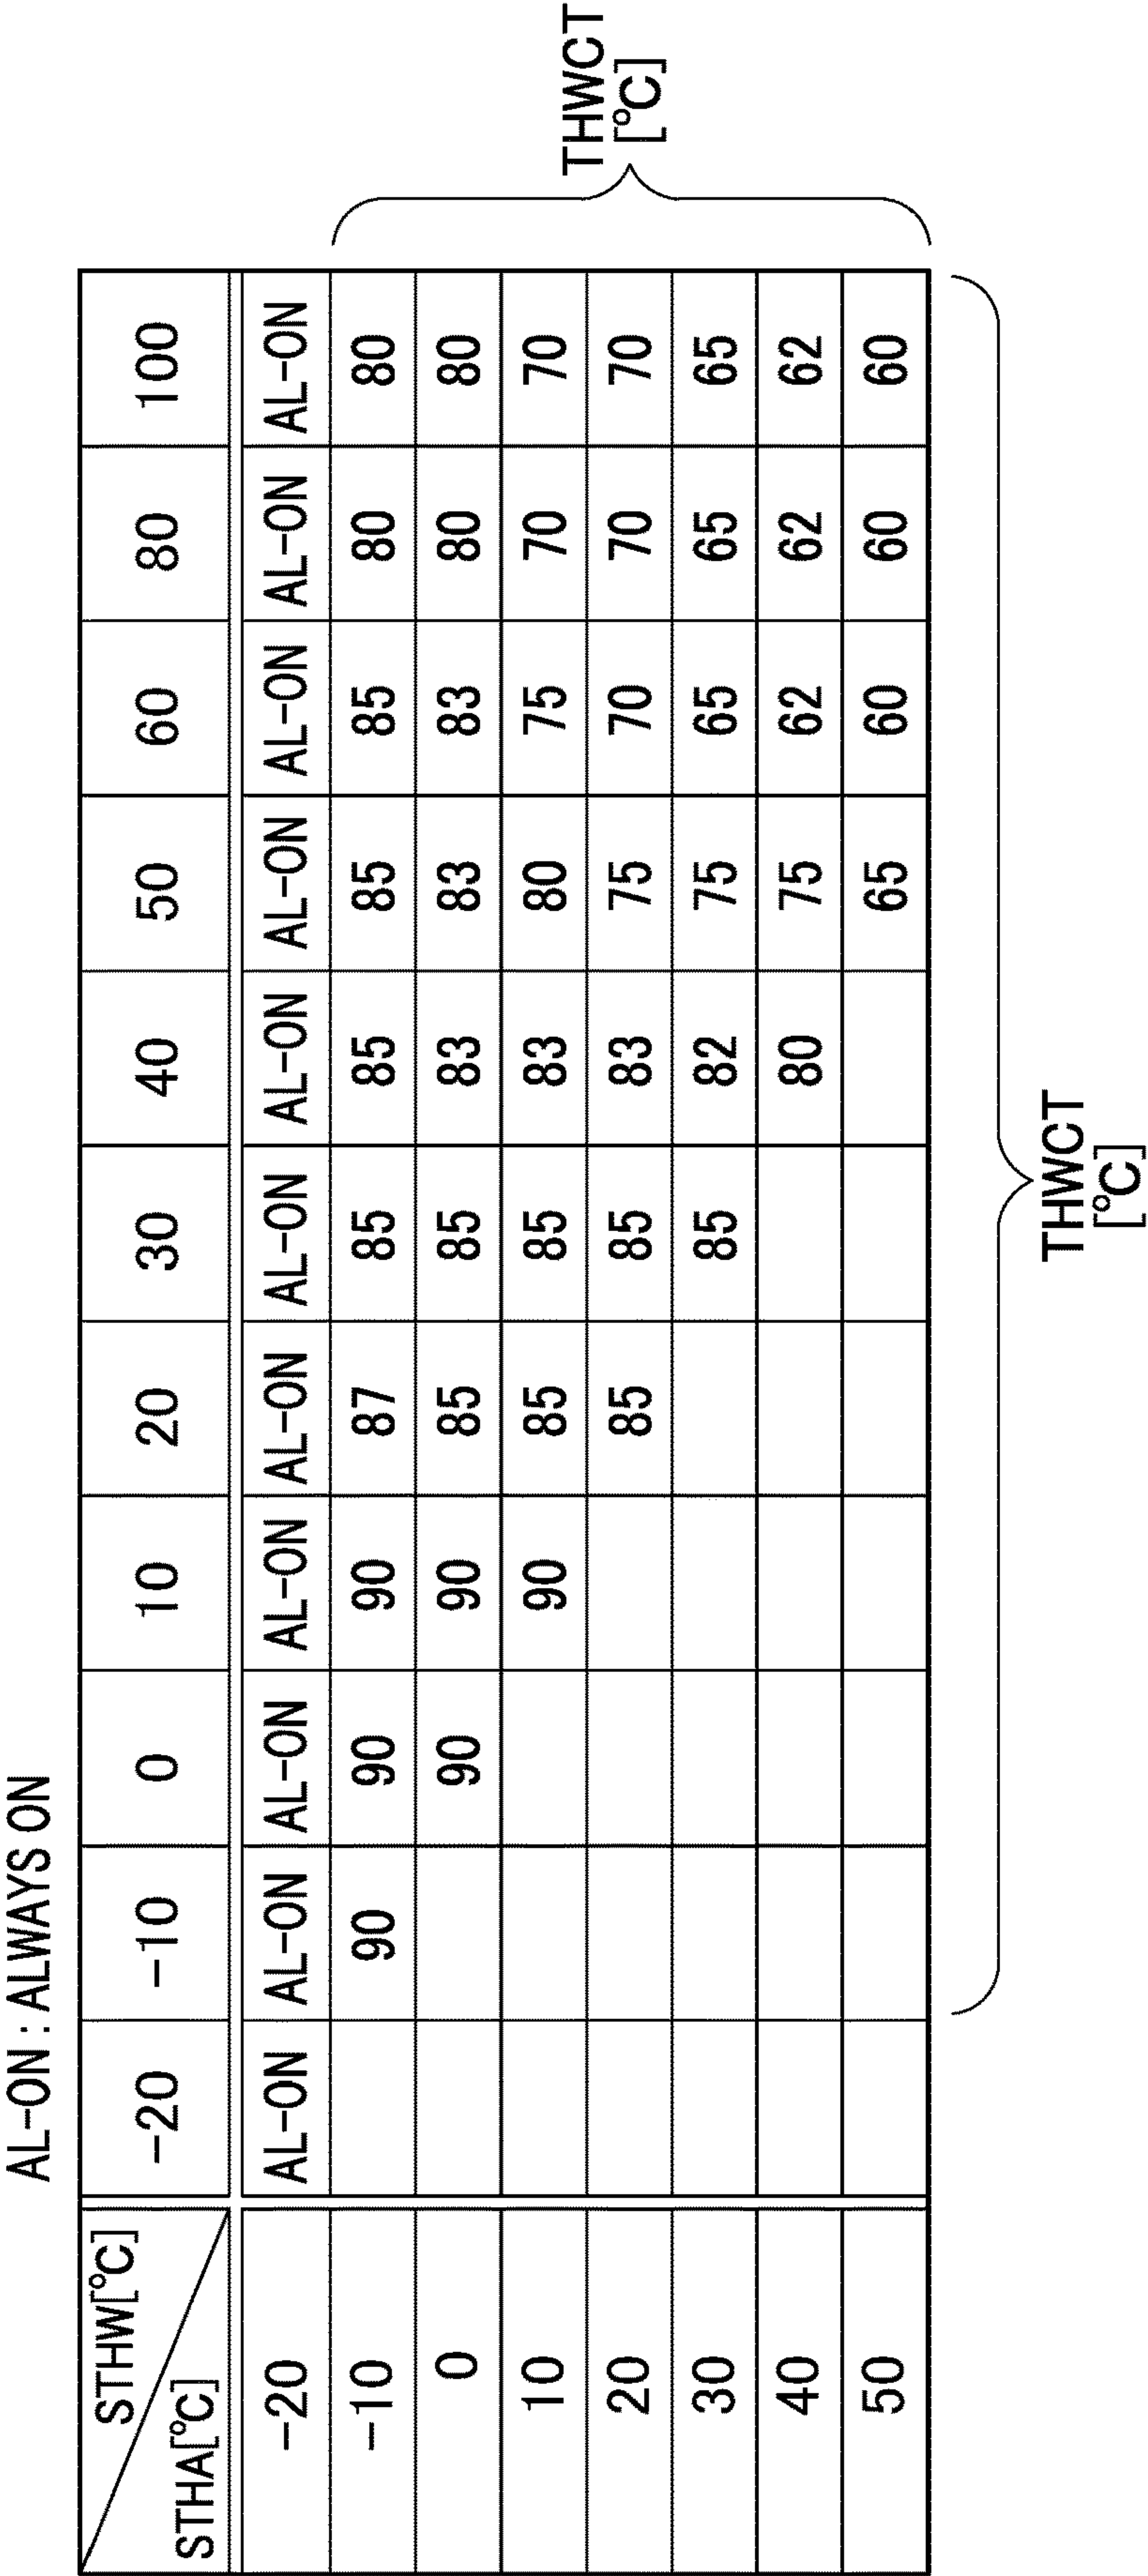 AL-ON : ALWAYS ON
STHW[℃] -20 -10 0 10 20 30 40 50 60 80 100
STHA[℃]
-20 AL-ON AL-ON AL-ON AL-ON AL-ON AL-ON AL-ON AL-ON AL-ON AL-ON AL-ON
-10 90 90 90 87 85 85 85 85 80 80
0 90 90 85 85 83 83 83 80 80
10 90 85 85 83 80 75 70 70
20 85 85 83 75 70 70 70
30 85 82 75 65 65 65
40 80 75 62 62 62
50 65 60 60 60
THWCT
[℃]
THWCT
[℃]